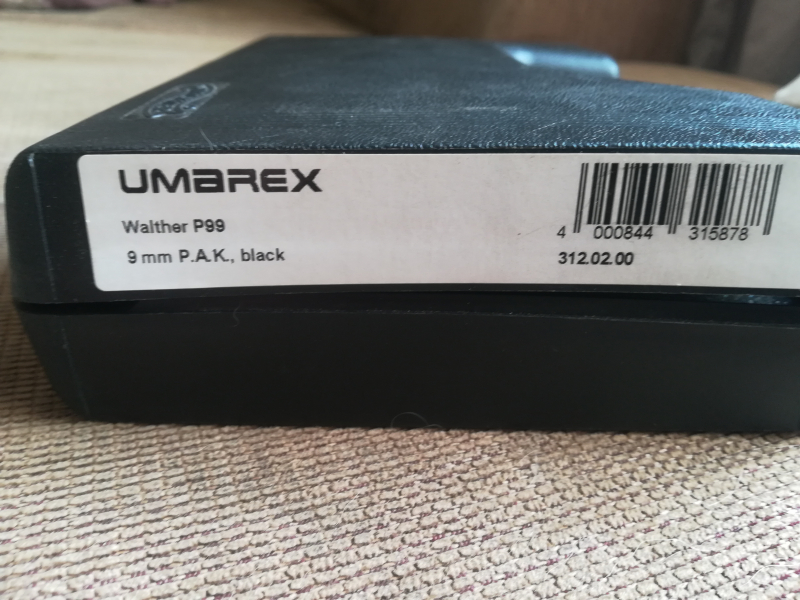 UMAREX
Walther P99
9 mm P.A.K., black
4 000844 315878
312.02.00